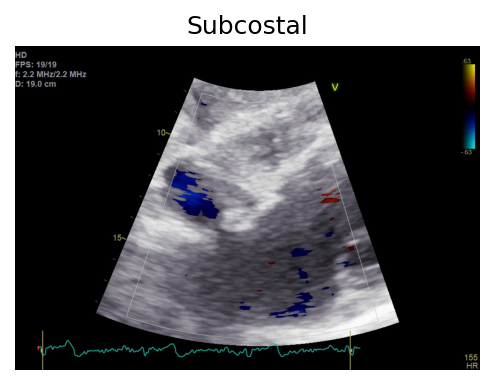 Subcostal
HD
FPS: 19/19
f: 2.2 MHz/2.2 MHz
D: 19.0 cm
V
63
-63
10
15
155
HR